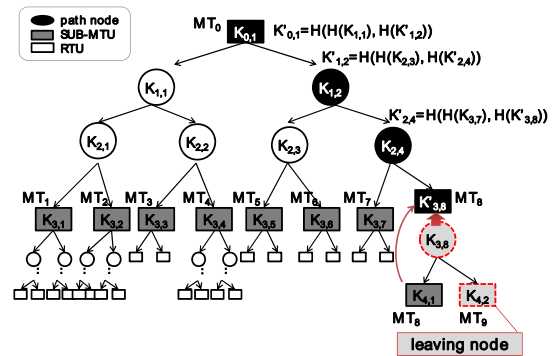 path node
SUB-MTU
RTU
MT0
K0,1
K'0,1=H(H(K1,1), H(K'1,2))
K'1,2=H(H(K2,3), H(K'2,4))
K1,1
K1,2
K'2,4=H(H(K3,7), H(K'3,8))
K2,1
K2,2
K2,3
K2,4
MT1
MT2
MT3
MT4
MT5
MT6
MT7
K'3,8
MT8
K3,1
K3,2
K3,3
K3,4
K3,5
K3,6
K3,7
K3,8
K4,1
K4,2
MT8
MT9
leaving node